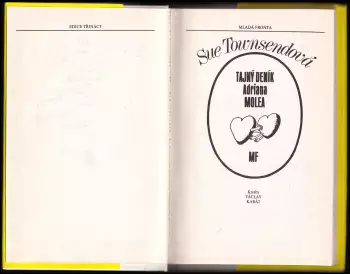 EDICE TŘINÁCT
MLADÁ FRONTA
Sue Townsendová
TAJNÝ DENÍK
Adriana
MOLEA
MF
Kresby
VÁCLAV
KABÁT